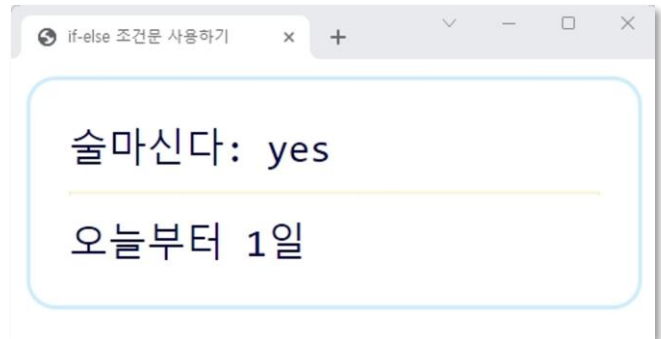 if-else 조건문 사용하기
술마신다: yes
오늘부터 1일